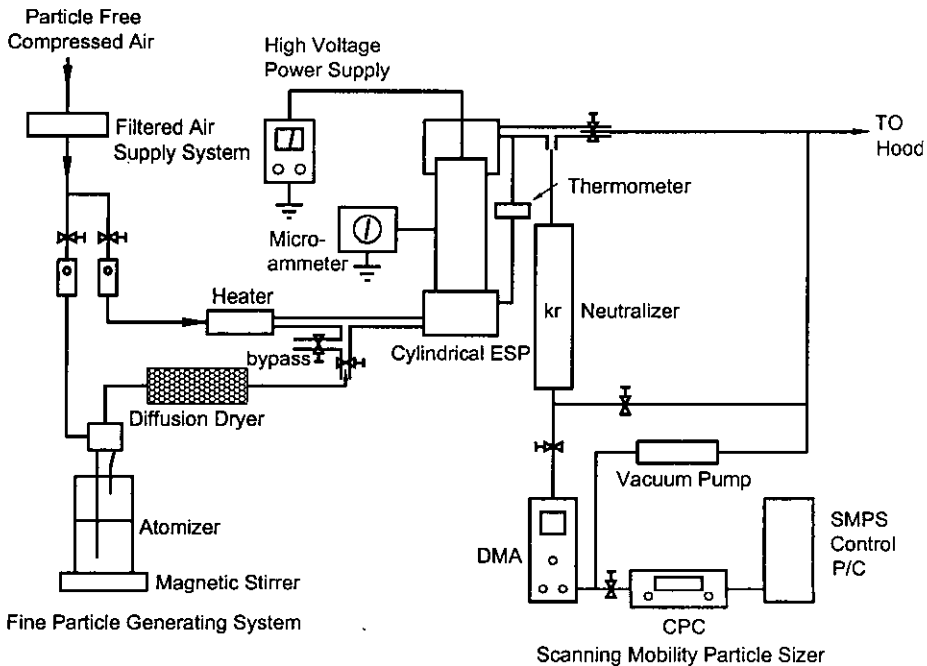 Particle Free
Compressed Air
High Voltage
Power Supply
Filtered Air
Supply System
TO
Hood
Thermometer
Micro-
ammeter
Heater
kr
Neutralizer
bypass
Cylindrical ESP
Diffusion Dryer
Vacuum Pump
Atomizer
DMA
SMPS
Control
P/C
Magnetic Stirrer
CPC
Fine Particle Generating System
Scanning Mobility Particle Sizer